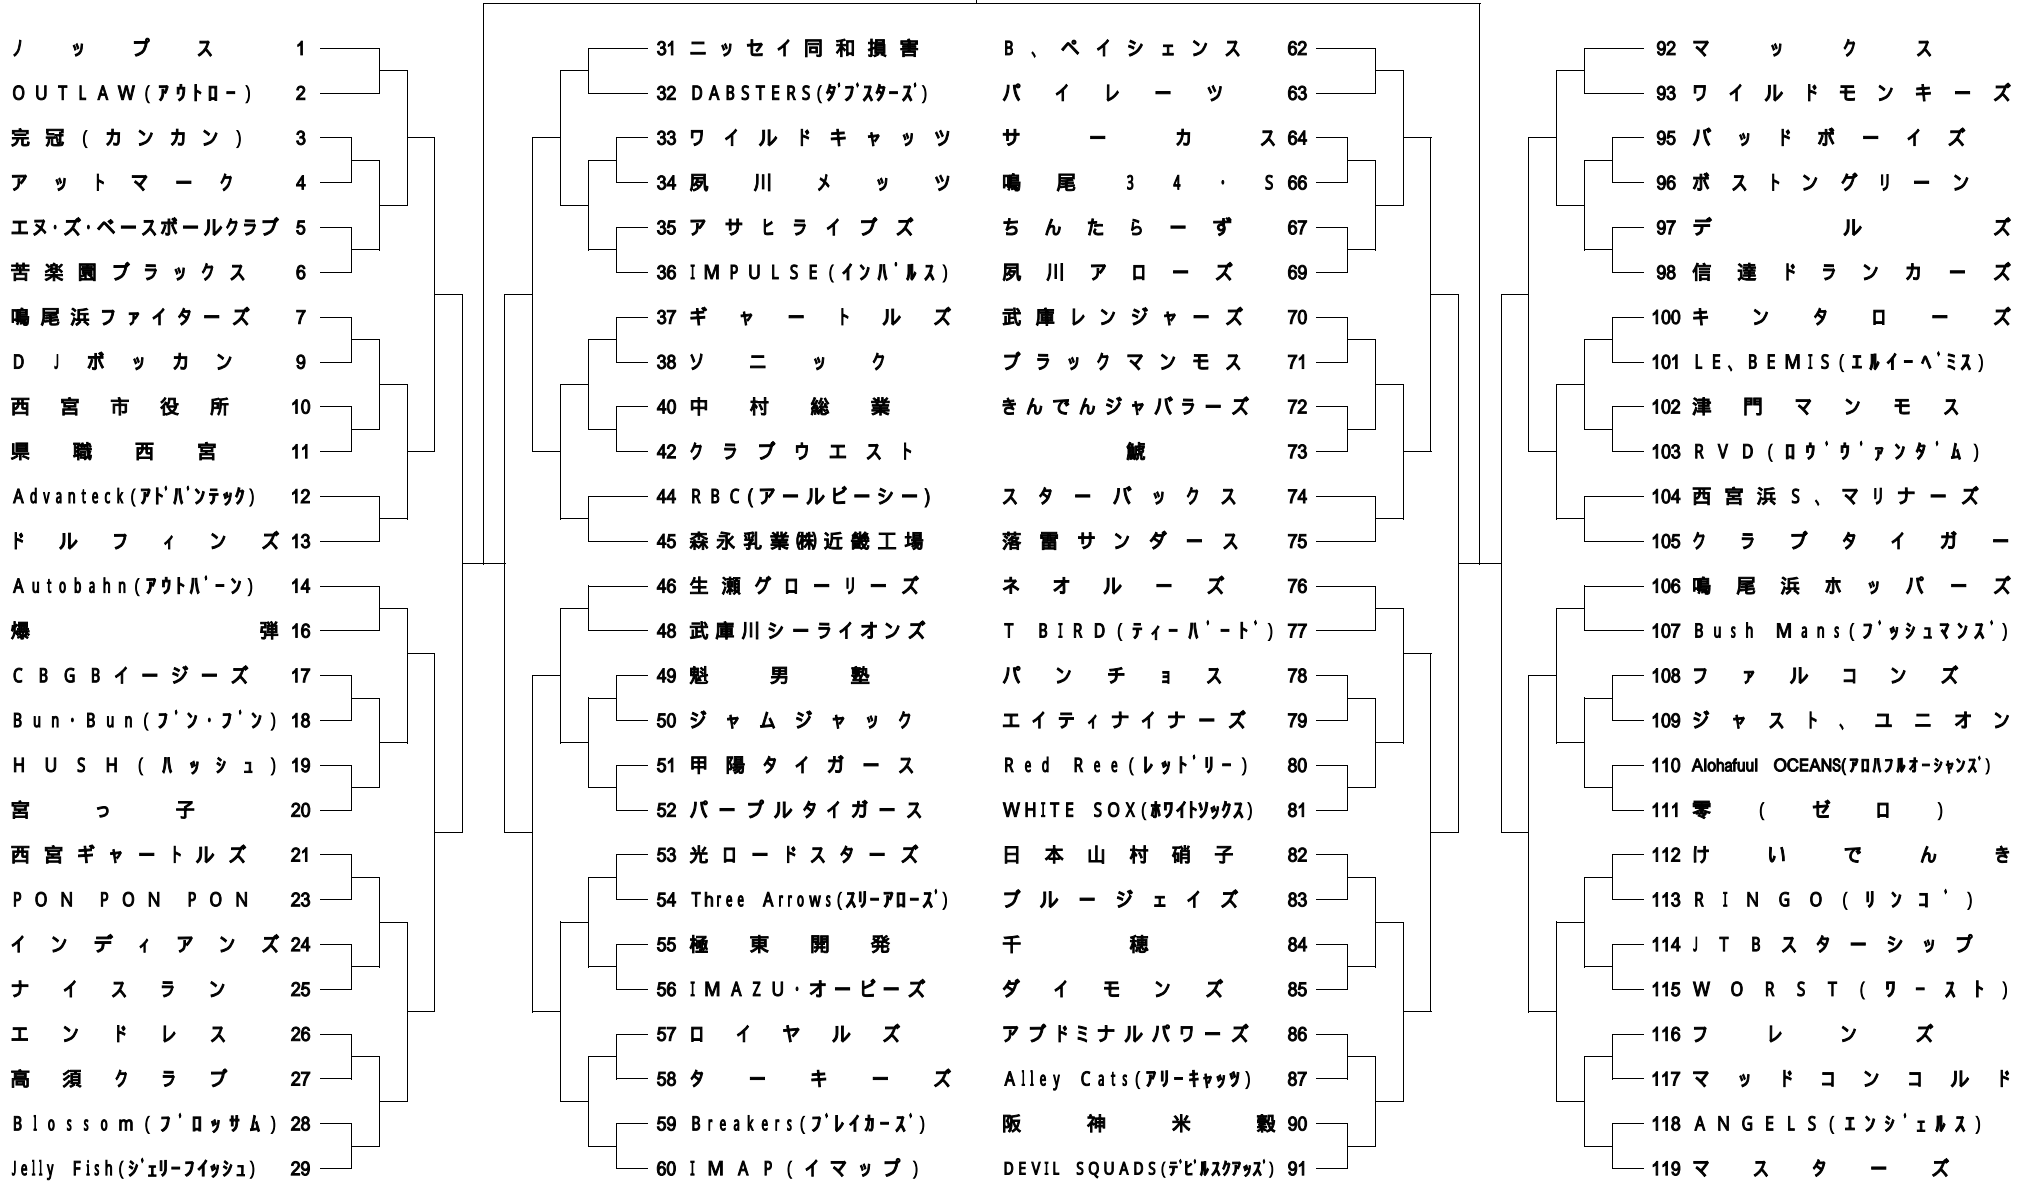 ノップス 1
OUTLAW(アウトロー) 2
完冠(カンカン) 3
アットマーク 4
エヌ・ズ・ベースボールクラブ 5
苦楽園ブラックス 6
鳴尾浜ファイターズ 7
DJボッカン 9
西宮市役所 10
県職西宮 11
Advanteck(アドバンテック) 12
ドルフィンズ 13
Autobahn(アウトバーン) 14
爆弾 16
CBGBイージーズ 17
Bun・Bun(ブン・ブン) 18
HUSH(ハッシュ) 19
宮っ子 20
西宮ギャートルズ 21
PON PON PON 23
インディアンズ 24
ナイスラン 25
エンドレス 26
高須クラブ 27
Blossom(ブロッサム) 28
Jelly Fish(ジェリーフイッシュ) 29
31 ニッセイ同和損害
32 DABSTERS(ダブスターズ)
33 ワイルドキャッツ
34 夙川メッツ
35 アサヒライブズ
36 IMPULSE(インパルス)
37 ギャートルズ
38 ソニック
40 中村総業
42 クラブウエスト
44 RBC(アールビーシー)
45 森永乳業㈱近畿工場
46 生瀬グローリーズ
48 武庫川シーライオンズ
49 魁男塾
50 ジャムジャック
51 甲陽タイガース
52 パープルタイガース
53 光ロードスターズ
54 Three Arrows(スリーアローズ)
55 極東開発
56 IMAZU・オービーズ
57 ロイヤルズ
58 ターキーズ
59 Breakers(ブレイカーズ)
60 IMAP(イマップ)
B、ペイシェンス 62
パイレーツ 63
サーカス 64
鳴尾34・S 66
ちんたらーず 67
夙川アローズ 69
武庫レンジャーズ 70
ブラックマンモス 71
きんでんジャバラーズ 72
鯱 73
スターバックス 74
落雷サンダース 75
ネオルーズ 76
T BIRD(ティーバード) 77
パンチョス 78
エイティナイナーズ 79
Red Ree(レッドリー) 80
WHITE SOX(ホワイトソックス) 81
日本山村硝子 82
ブルージェイズ 83
千穂 84
ダイモンズ 85
アブドミナルパワーズ 86
Alley Cats(アリーキャッツ) 87
阪神米穀 90
DEVIL SQUADS(デビルスクアッズ) 91
92 マックス
93 ワイルドモンキーズ
95 バッドボーイズ
96 ボストングリーン
97 デルズ
98 信達ドランカーズ
100 キンタローズ
101 LE、BEMIS(エルイーベミス)
102 津門マンモス
103 RVD(ロヴヴァンダム)
104 西宮浜S、マリナーズ
105 クラブタイガー
106 鳴尾浜ホッパーズ
107 Bush Mans(ブッシュマンズ)
108 ファルコンズ
109 ジャスト、ユニオン
110 Alohafuul OCEANS(アロハフルオーシャンズ)
111 零(ゼロ)
112 けいでんき
113 RINGO(リンゴ)
114 JTBスターシップ
115 WORST(ワースト)
116 フレンズ
117 マッドコンコルド
118 ANGELS(エンジェルス)
119 マスターズ